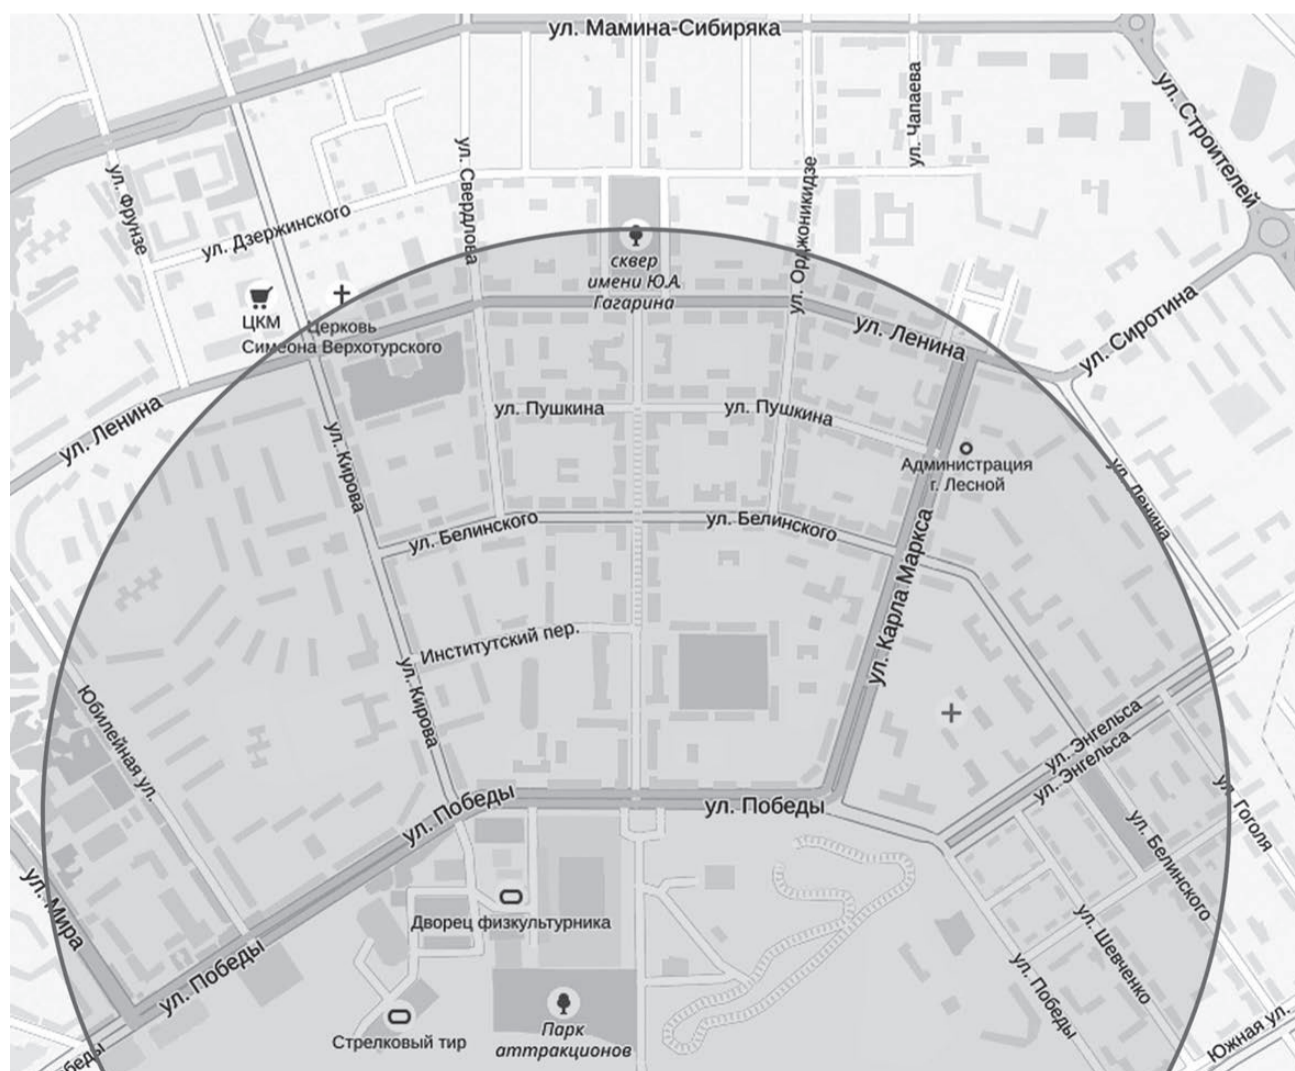 ул. Мамина-Сибиряка
ул. Чапаева
ул. Строителей
ул. Фрунзе
ул. Свердлова
ул. Орджоникидзе
ул. Дзержинского
сквер
имени Ю.А.
Гагарина
ЦКМ
Церковь
Симеона Верхотурского
ул. Ленина
ул. Сиротина
ул. Ленина
ул. Пушкина
ул. Пушкина
ул. Кирова
Администрация
г. Лесной
ул. Ленина
ул. Белинского
ул. Белинского
ул. Карла Маркса
Институтский пер.
ул. Кирова
Юбилейная ул.
ул. Энгельса
ул. Энгельса
ул. Победы
ул. Победы
ул. Гоголя
ул. Белинского
ул. Мира
Дворец физкультурника
ул. Шевченко
ул. Победы
ул. Победы
Стрелковый тир
Парк
аттракционов
Южная ул.
обеды